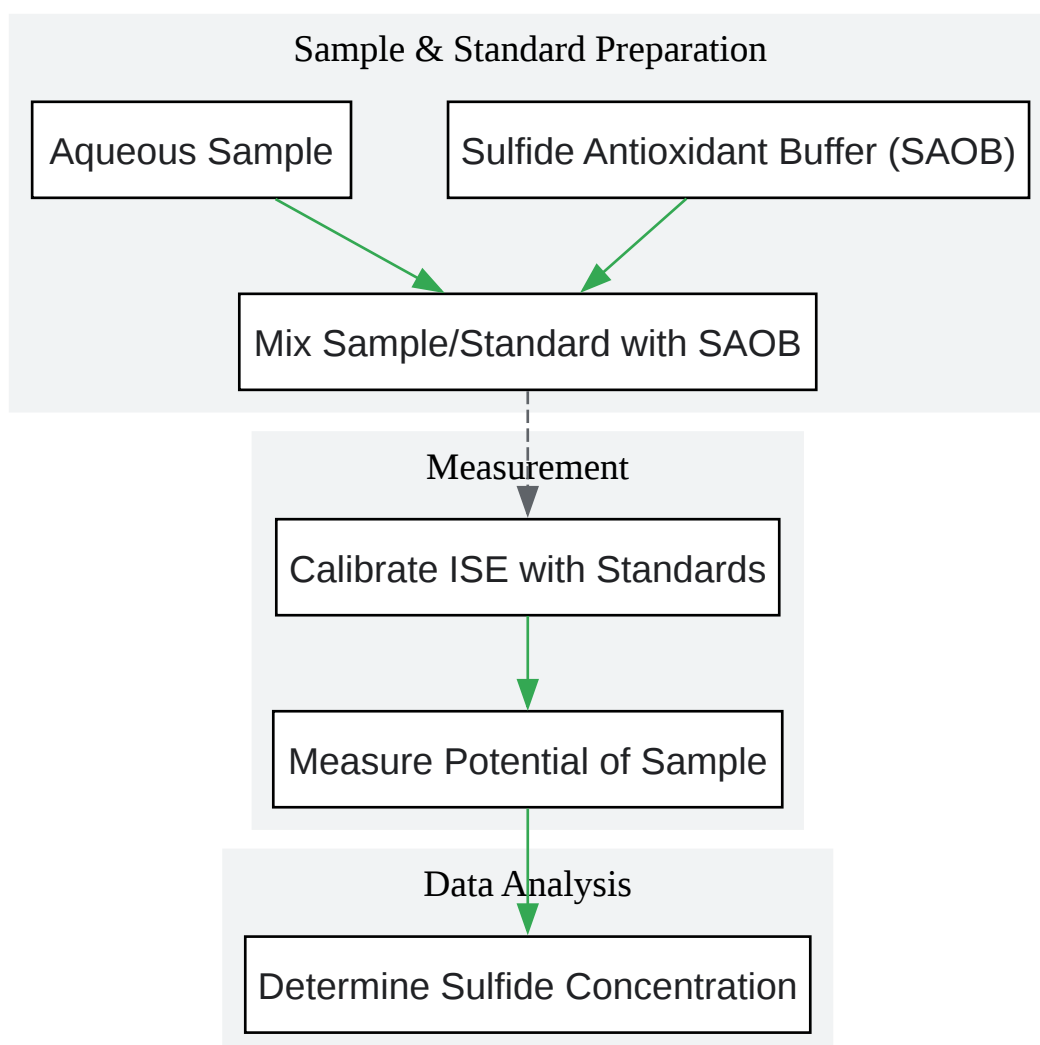 Sample & Standard Preparation
Aqueous Sample
Sulfide Antioxidant Buffer (SAOB)
Mix Sample/Standard with SAOB
Measurement
Calibrate ISE with Standards
Measure Potential of Sample
Data Analysis
Determine Sulfide Concentration